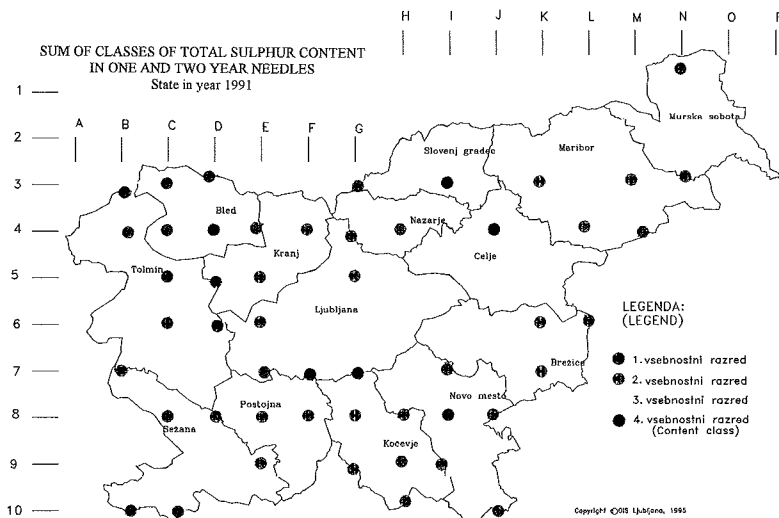 SUM OF CLASSES OF TOTAL SULPHUR CONTENT
IN ONE AND TWO YEAR NEEDLES
State in year 1991
H I J K L M N O P
A B C D E F G
1
2
3
4
5
6
7
8
9
10
Murska sobota
Slovenj gradec
Maribor
Bled
Nazarje
Kranj
Celje
Tolmin
Ljubljana
Brežice
Novo mesto
Postojna
Sežana
Kočevje
LEGENDA:
(LEGEND)
1. vsebnostni razred
2. vsebnostni razred
3. vsebnostni razred
4. vsebnostni razred
(Content class)
Copyright ©GIS Ljubljana, 1995